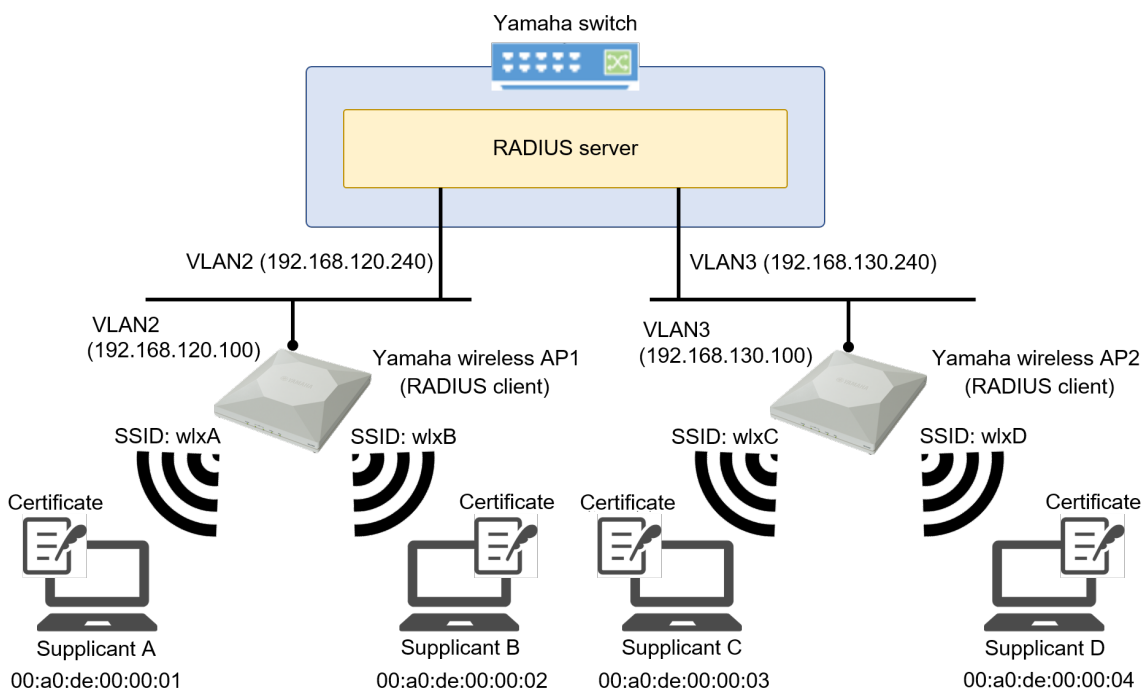 Yamaha switch
RADIUS server
VLAN2 (192.168.120.240)
VLAN3 (192.168.130.240)
VLAN2
(192.168.120.100)
Yamaha wireless AP1
(RADIUS client)
VLAN3
(192.168.130.100)
Yamaha wireless AP2
(RADIUS client)
SSID: wlxA
SSID: wlxB
SSID: wlxC
SSID: wlxD
Certificate
Certificate
Certificate
Certificate
Supplicant A
Supplicant B
Supplicant C
Supplicant D
00:a0:de:00:00:01
00:a0:de:00:00:02
00:a0:de:00:00:03
00:a0:de:00:00:04